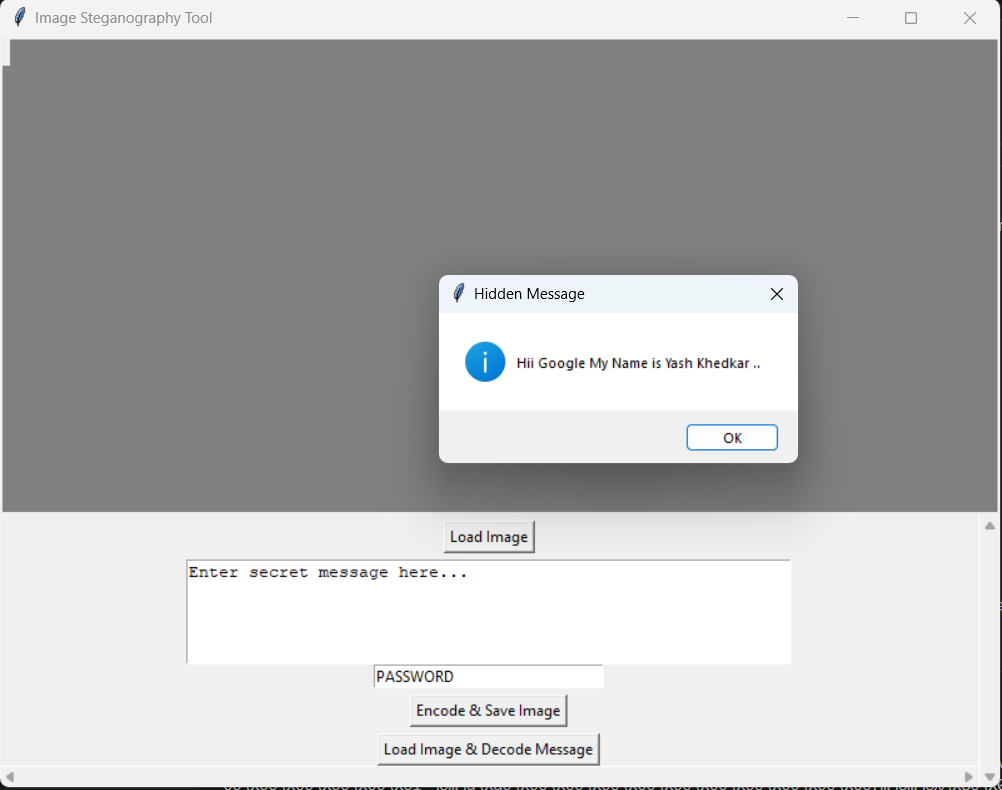 Image Steganography Tool
Hidden Message
Hii Google My Name is Yash Khedkar ..
OK
Load Image
Enter secret message here...
PASSWORD
Encode & Save Image
Load Image & Decode Message